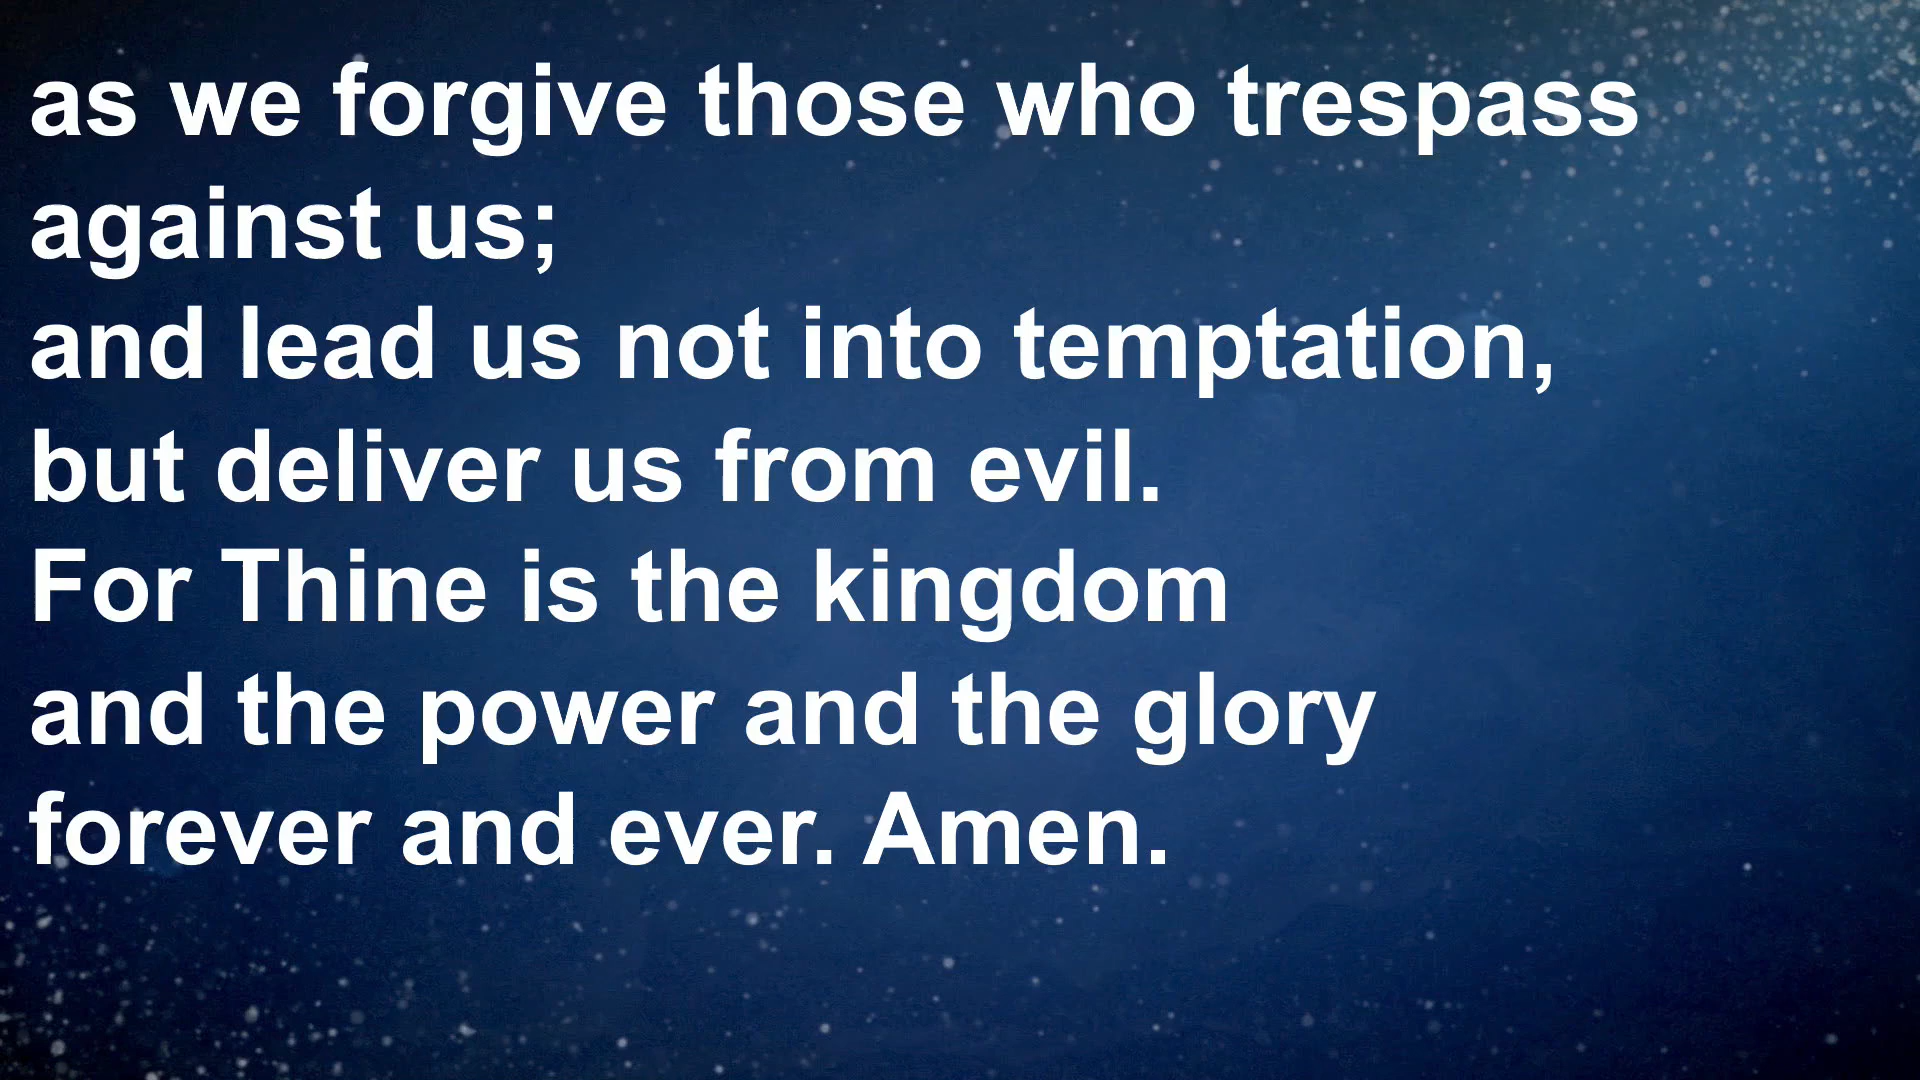 as we forgive those who trespass
against us;
and lead us not into temptation,
but deliver us from evil.
For Thine is the kingdom
and the power and the glory
forever and ever. Amen.